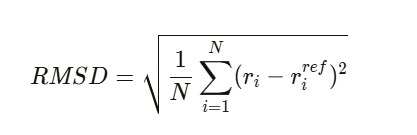 RMSD = \sqrt{\frac{1}{N} \sum_{i=1}^{N} (r_i - r_i^{ref})^2}